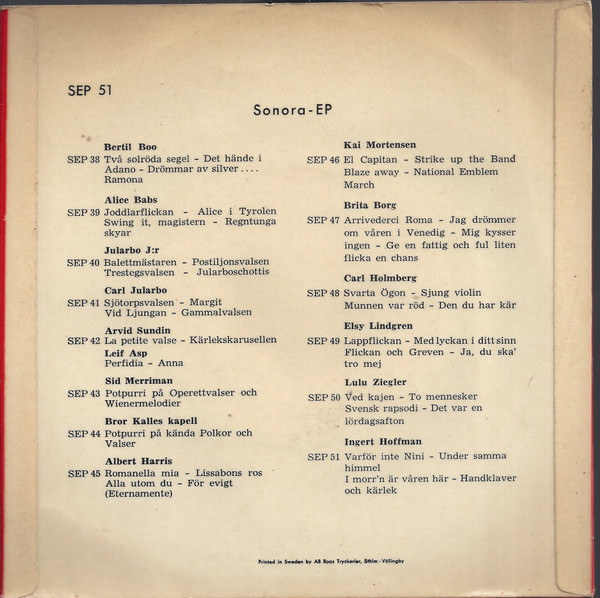 SEP 51
Sonora-EP
Bertil Boo
SEP 38 Två solröda segel - Det hände i
Adano - Drömmar av silver ....
Ramona
Alice Babs
SEP 39 Joddlarflickan - Alice i Tyrolen
Swing it, magistern - Regntunga
skyar
Jularbo J:r
SEP 40 Balettmästaren - Postiljonsvalsen
Trestegsvalsen - Jularboschottis
Carl Jularbo
SEP 41 Sjötorpsvalsen - Margit
Vid Ljungan - Gammalvalsen
Arvid Sundin
SEP 42 La petite valse - Kärlekskarusellen
Leif Asp
Perfidia - Anna
Sid Merriman
SEP 43 Potpurri på Operettvalser och
Wienermelodier
Bror Kalles kapell
SEP 44 Potpurri på kända Polkor och
Valser
Albert Harris
SEP 45 Romanella mia - Lissabons ros
Alla utom du - För evigt
(Eternamente)
Kai Mortensen
SEP 46 El Capitan - Strike up the Band
Blaze away - National Emblem
March
Brita Borg
SEP 47 Arrivederci Roma - Jag drömmer
om våren i Venedig - Mig kysser
ingen - Ge en fattig och ful liten
flicka en chans
Carl Holmberg
SEP 48 Svarta Ögon - Sjung violin
Munnen var röd - Den du har kär
Elsy Lindgren
SEP 49 Lappflickan - Med lyckan i ditt sinn
Flickan och Greven - Ja, du ska'
tro mej
Lulu Ziegler
SEP 50 Ved kajen - To mennesker
Svensk rapsodi - Det var en
lördagsafton
Ingert Hoffman
SEP 51 Varför inte Nini - Under samma
himmel
I morr'n är våren här - Handklaver
och kärlek
Printed in Sweden by AB Roos Tryckerier, Sthlm-Vällingby